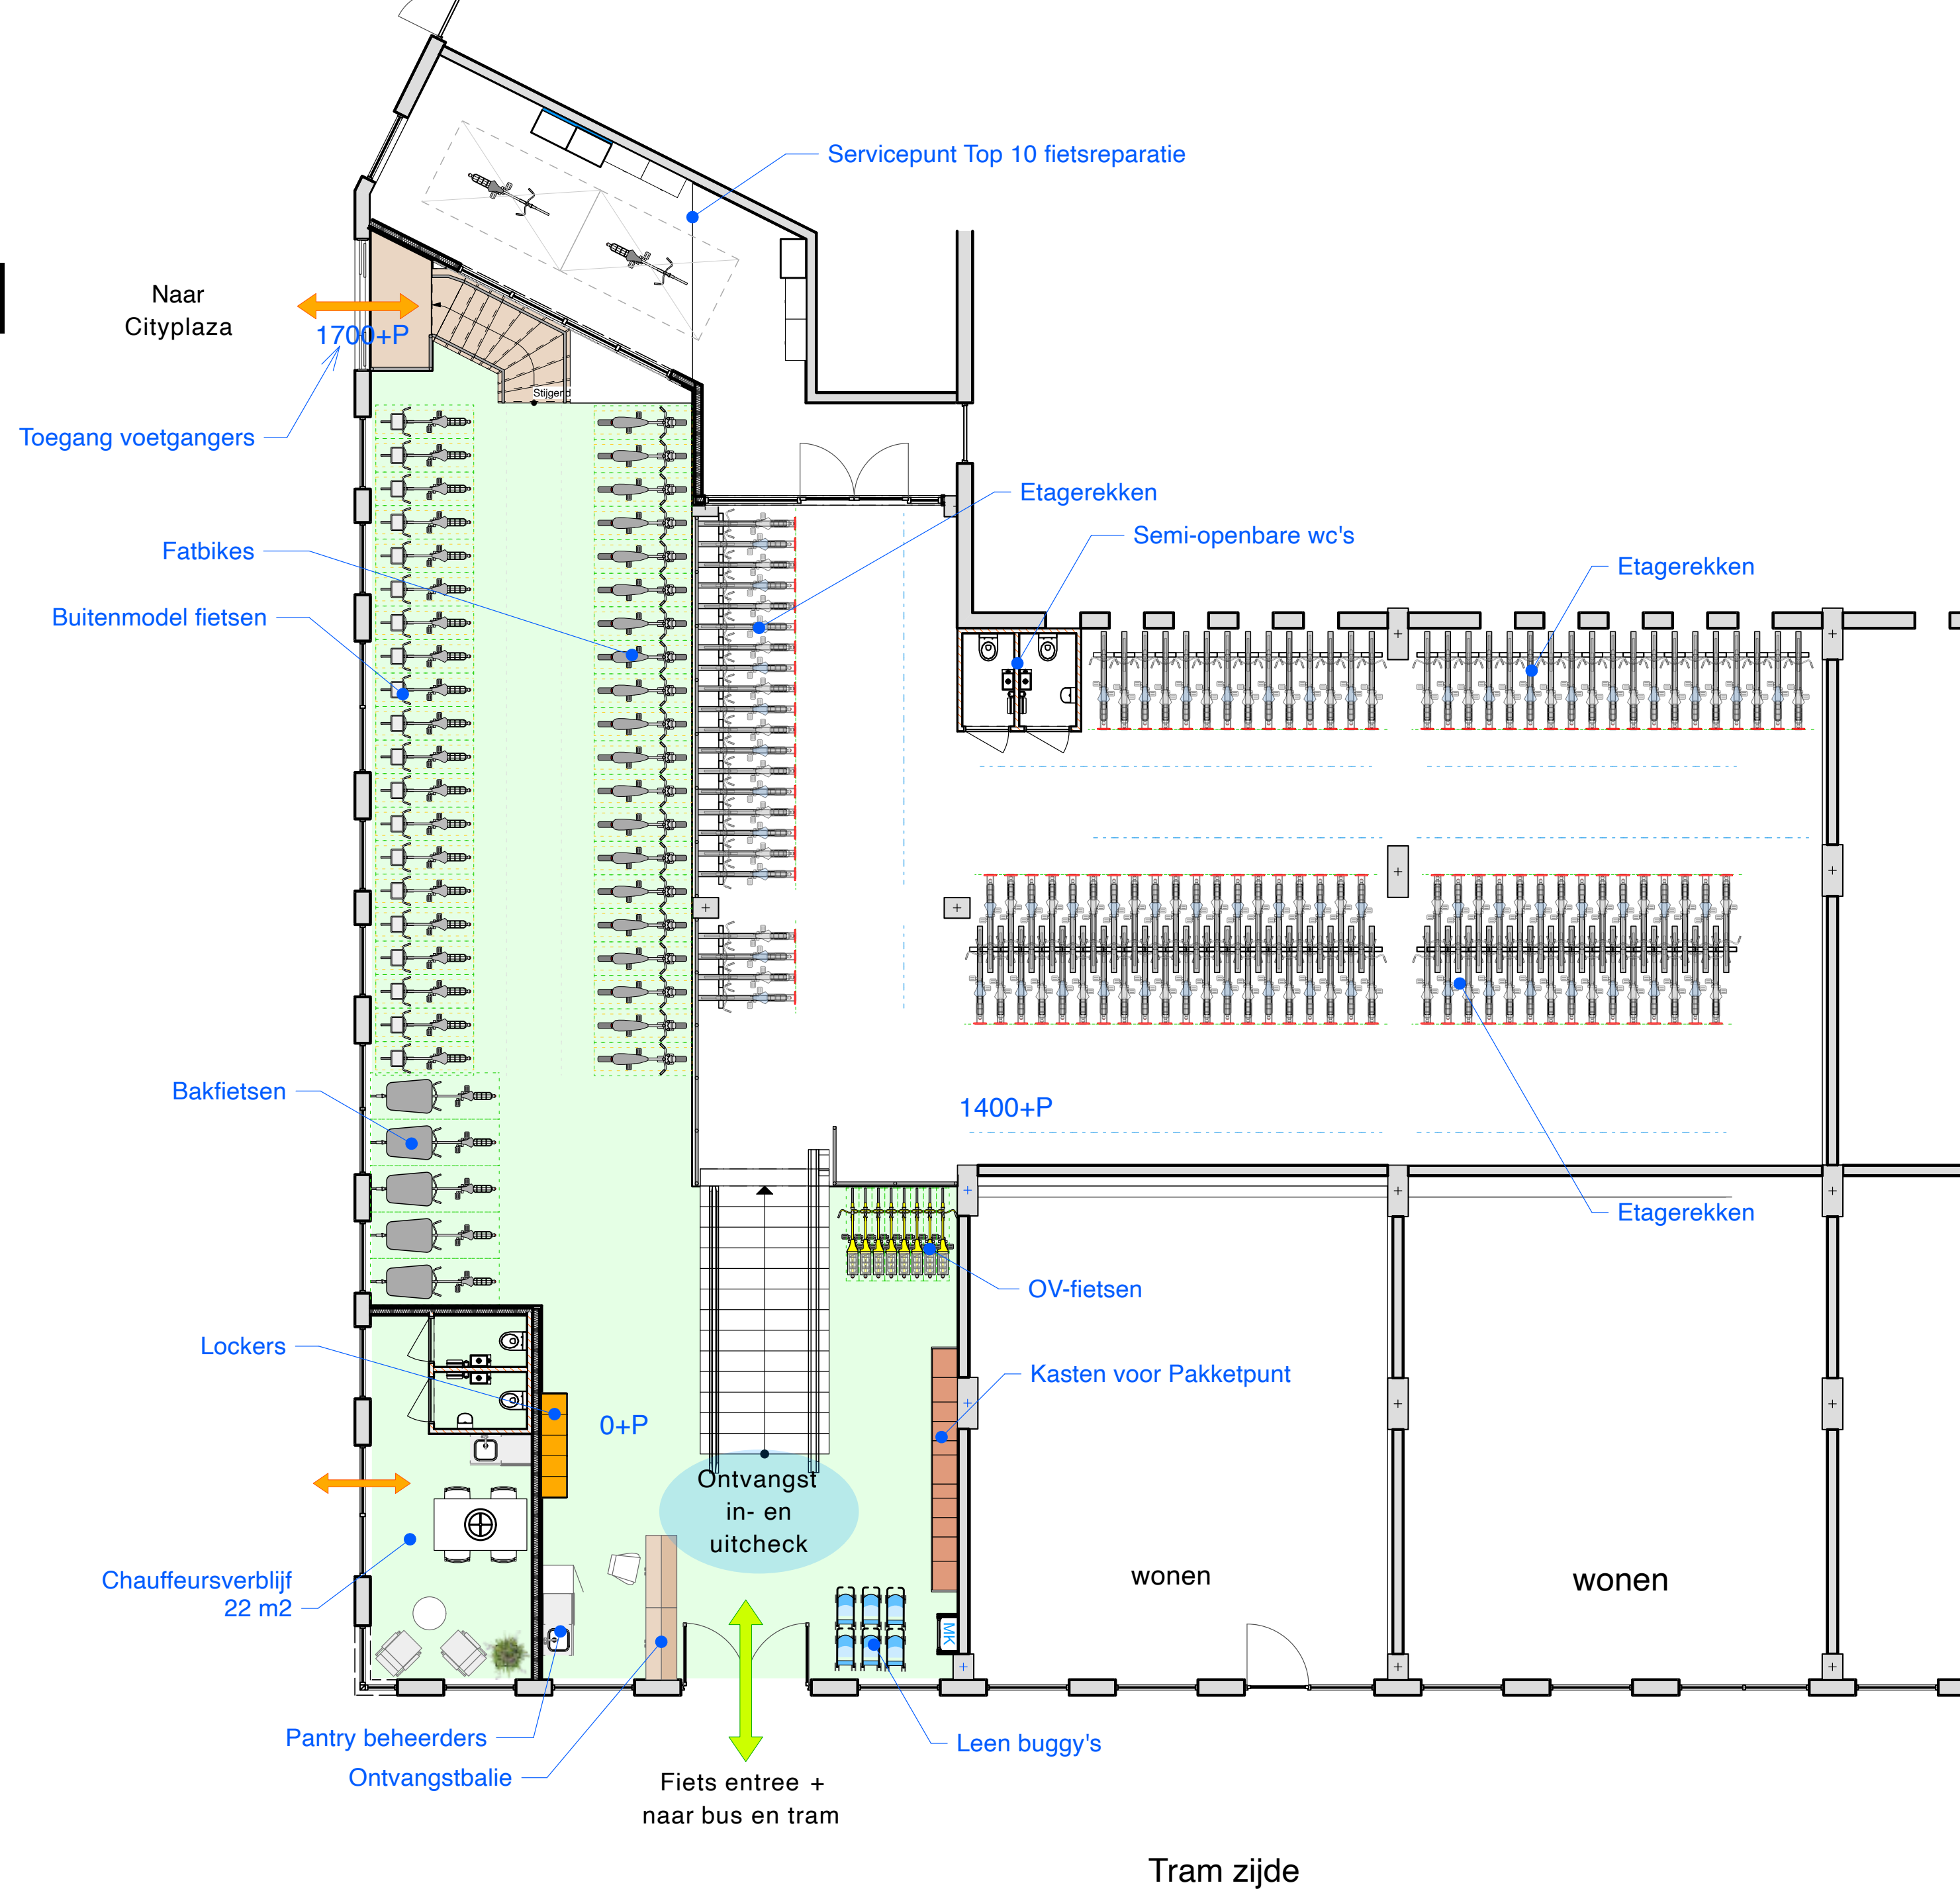 Servicepunt Top 10 fietsreparatie
Naar
Cityplaza
1700+P
Stijgend
Toegang voetgangers
Etagerekken
Semi-openbare wc's
Fatbikes
Etagerekken
Buitenmodel fietsen
Bakfietsen
1400+P
Etagerekken
OV-fietsen
Lockers
Kasten voor Pakketpunt
0+P
Ontvangst
in- en
uitcheck
Chauffeursverblijf
22 m2
wonen
wonen
MK
Pantry beheerders
Leen buggy's
Ontvangstbalie
Fiets entree +
naar bus en tram
Tram zijde